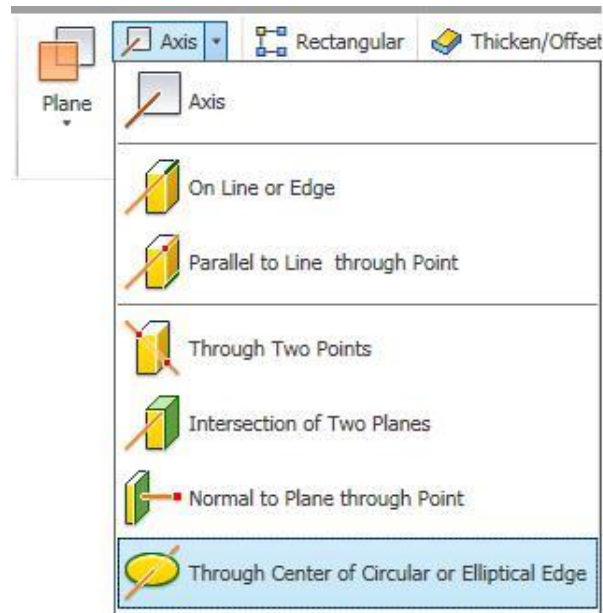 Axis
Rectangular
Thicken/Offset
Plane
Axis
On Line or Edge
Parallel to Line through Point
Through Two Points
Intersection of Two Planes
Normal to Plane through Point
Through Center of Circular or Elliptical Edge